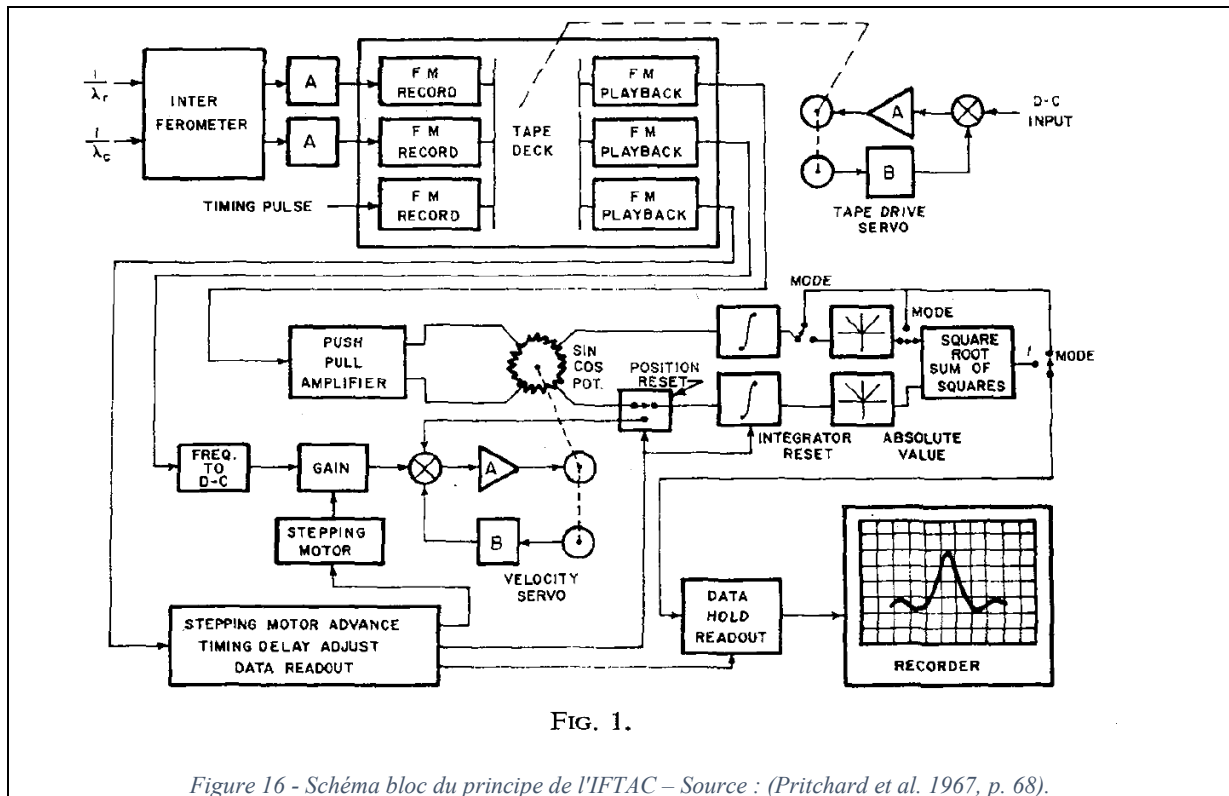 1
λr
1
λc
INTER
FEROMETER
A
A
F M
RECORD
F M
RECORD
F M
RECORD
TIMING PULSE
TAPE
DECK
F M
PLAYBACK
F M
PLAYBACK
F M
PLAYBACK
A
D-C
INPUT
B
TAPE DRIVE
SERVO
PUSH
PULL
AMPLIFIER
SIN
COS
POT.
POSITION
RESET
∫
∫
MODE
MODE
SQUARE
ROOT
SUM OF
SQUARES
MODE
INTEGRATOR
RESET
ABSOLUTE
VALUE
FREQ.
TO
D-C
GAIN
A
STEPPING
MOTOR
B
VELOCITY
SERVO
STEPPING MOTOR ADVANCE
TIMING DELAY ADJUST
DATA READOUT
DATA
HOLD
READOUT
RECORDER
FIG. 1.
Figure 16 - Schéma bloc du principe de l'IFTAC – Source : (Pritchard et al. 1967, p. 68).